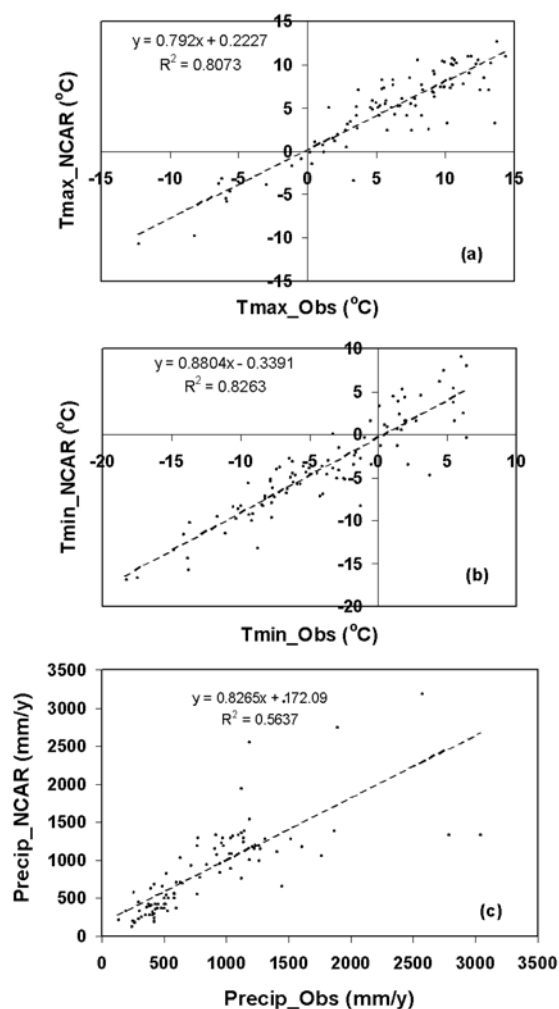 15
y = 0.792x + 0.2227
R² = 0.8073
10
5
0
-15 -10 -5 0 5 10 15
-5
-10
-15
(a)
Tmax_NCAR (°C)
Tmax_Obs (°C)
10
y = 0.8804x - 0.3391
R² = 0.8263
5
0
-20 -15 -10 -5 0 5 10
-5
-10
-15
-20
(b)
Tmin_NCAR (°C)
Tmin_Obs (°C)
3500
y = 0.8265x + 172.09
R² = 0.5637
3000
2500
2000
1500
1000
500
0
(c)
0 500 1000 1500 2000 2500 3000 3500
Precip_NCAR (mm/y)
Precip_Obs (mm/y)